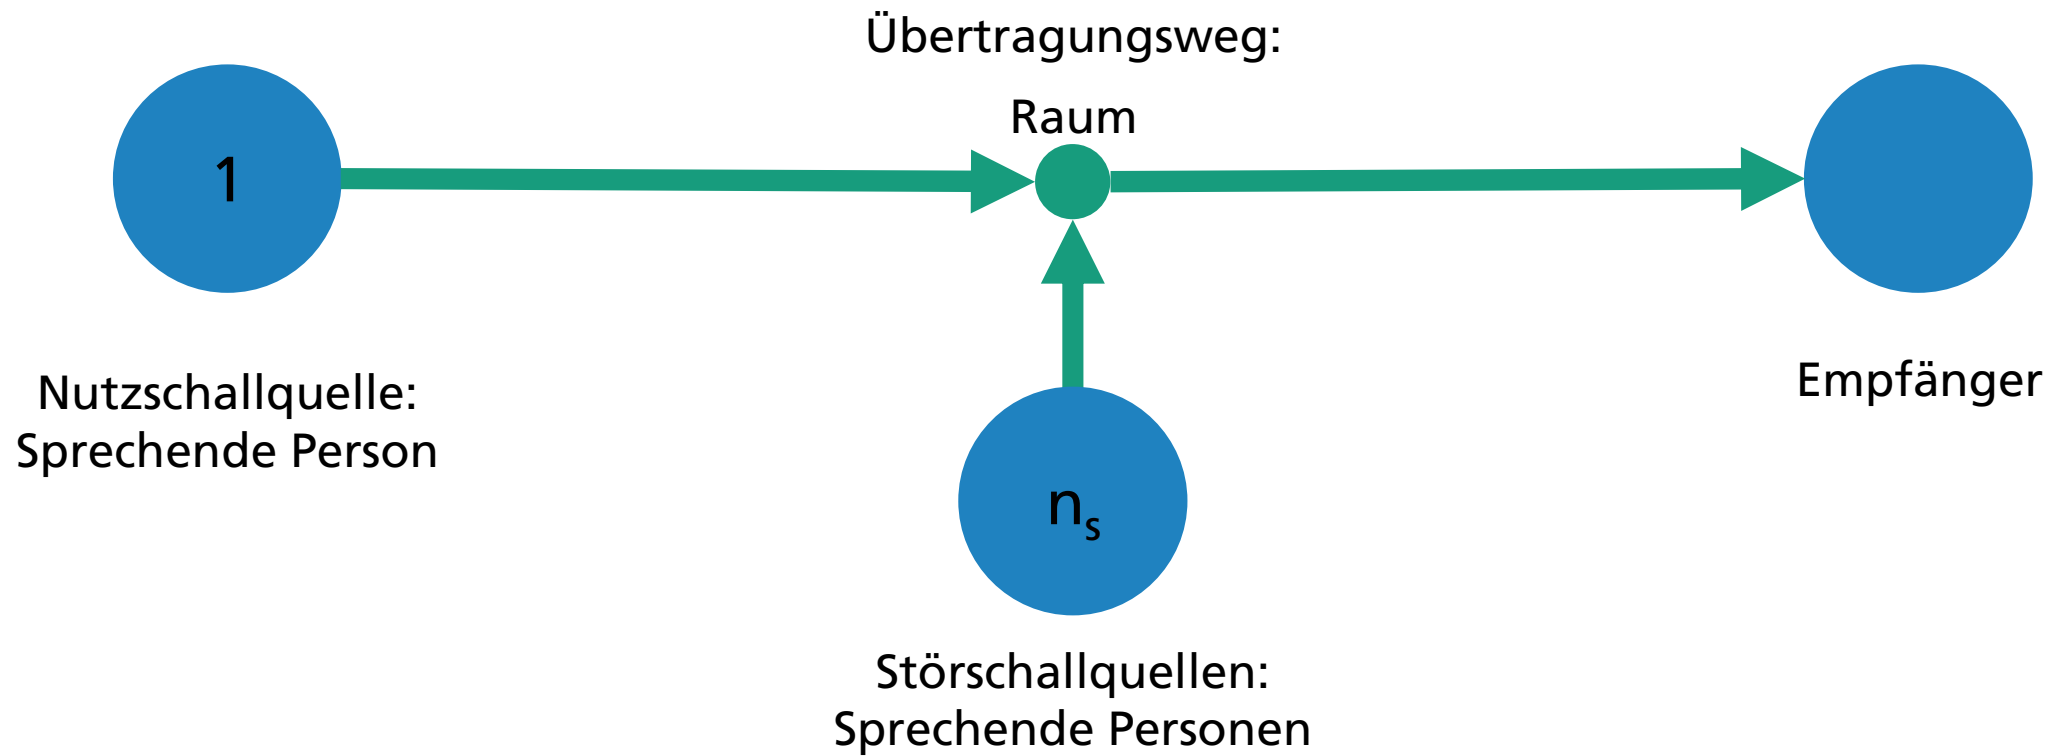 Übertragungsweg:
Raum
1
Nutzschallquelle:
Sprechende Person
Empfänger
nₛ
Störschallquellen:
Sprechende Personen